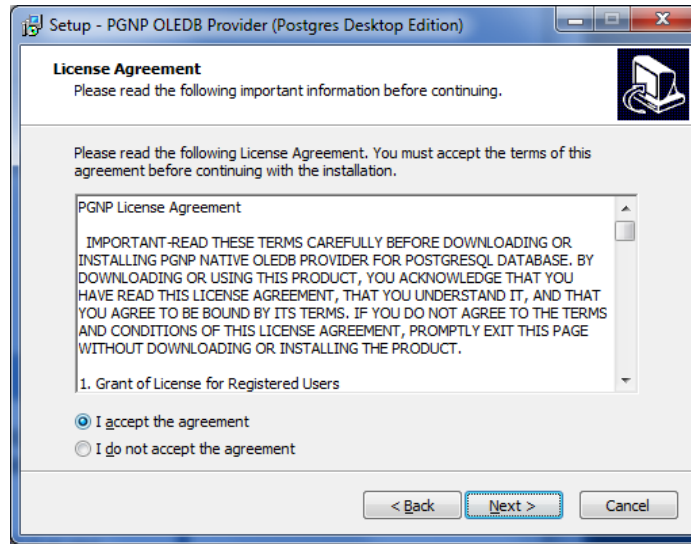 Setup - PGNP OLEDB Provider (Postgres Desktop Edition)
License Agreement
Please read the following important information before continuing.
Please read the following License Agreement. You must accept the terms of this
agreement before continuing with the installation.
PGNP License Agreement
IMPORTANT-READ THESE TERMS CAREFULLY BEFORE DOWNLOADING OR
INSTALLING PGNP NATIVE OLEDB PROVIDER FOR POSTGRESQL DATABASE. BY
DOWNLOADING OR USING THIS PRODUCT, YOU ACKNOWLEDGE THAT YOU
HAVE READ THIS LICENSE AGREEMENT, THAT YOU UNDERSTAND IT, AND THAT
YOU AGREE TO BE BOUND BY ITS TERMS. IF YOU DO NOT AGREE TO THE TERMS
AND CONDITIONS OF THIS LICENSE AGREEMENT, PROMPTLY EXIT THIS PAGE
WITHOUT DOWNLOADING OR INSTALLING THE PRODUCT.
1. Grant of License for Registered Users
I accept the agreement
I do not accept the agreement
< Back Next > Cancel